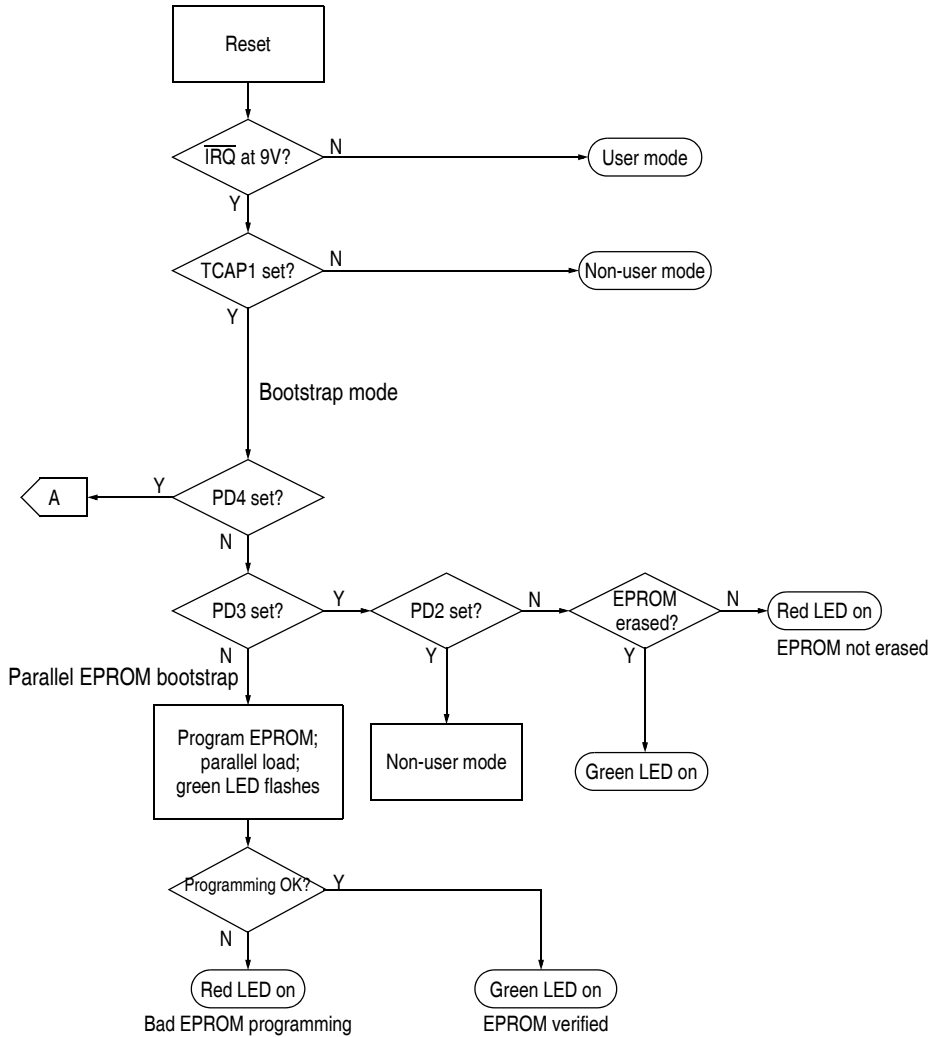 Reset
IRQ at 9V?
N
User mode
Y
TCAP1 set?
N
Non-user mode
Y
Bootstrap mode
A
Y
PD4 set?
N
PD3 set?
Y
PD2 set?
N
EPROM
erased?
N
Red LED on
EPROM not erased
N
Y
Y
Parallel EPROM bootstrap
Program EPROM;
parallel load;
green LED flashes
Non-user mode
Green LED on
Programming OK?
Y
N
Red LED on
Bad EPROM programming
Green LED on
EPROM verified